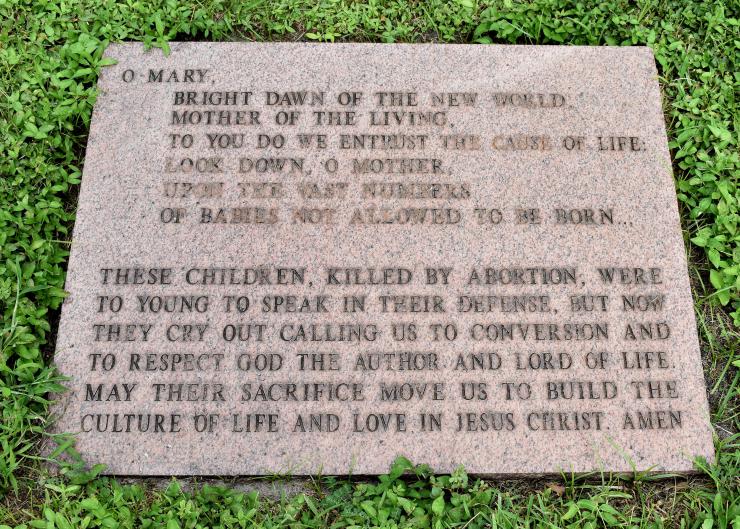 O MARY,
BRIGHT DAWN OF THE NEW WORLD,
MOTHER OF THE LIVING,
TO YOU DO WE ENTRUST THE CAUSE OF LIFE:
LOOK DOWN, O MOTHER,
UPON THE VAST NUMBERS
OF BABIES NOT ALLOWED TO BE BORN...
THESE CHILDREN, KILLED BY ABORTION, WERE
TO YOUNG TO SPEAK IN THEIR DEFENSE, BUT NOW
THEY CRY OUT CALLING US TO CONVERSION AND
TO RESPECT GOD THE AUTHOR AND LORD OF LIFE.
MAY THEIR SACRIFICE MOVE US TO BUILD THE
CULTURE OF LIFE AND LOVE IN JESUS CHRIST. AMEN